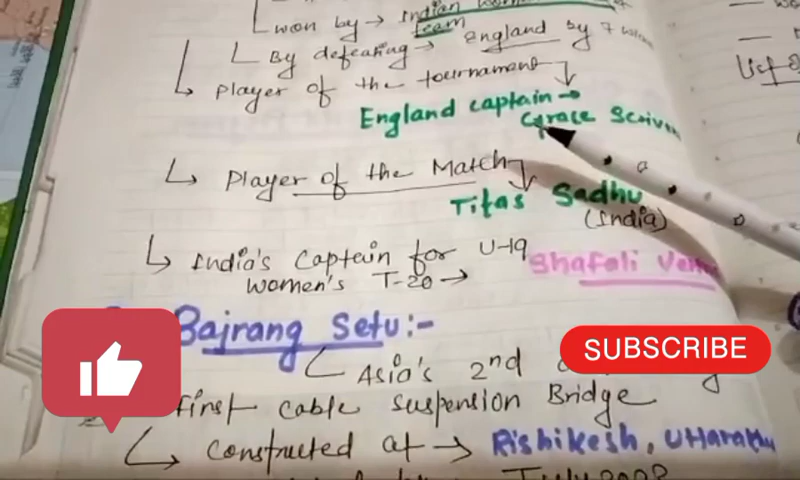 won by → Indian
team
By defeating → England by 7
Player of the tournament
England captain →
Grace
Player of the Match
Titas Sadhu
(India)
India's Captain for U-19
Women's T-20 → Shafali
Bajrang Setu:-
Asia's 2nd
first cable suspension Bridge
Constructed at → Rishikesh,
SUBSCRIBE